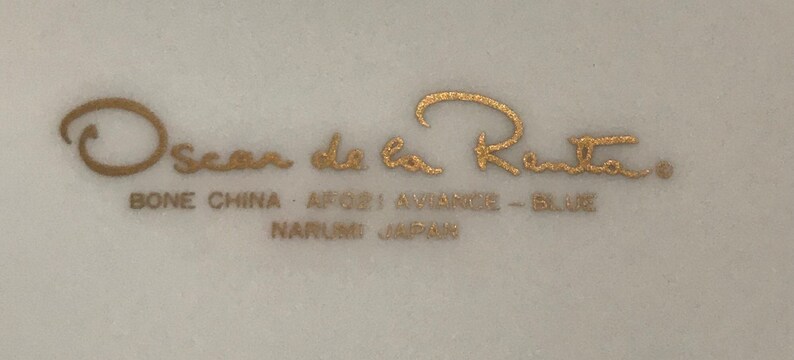 Oscar de la Renta®
BONE CHINA · AF021 AVIANCE – BLUE
NARUMI JAPAN